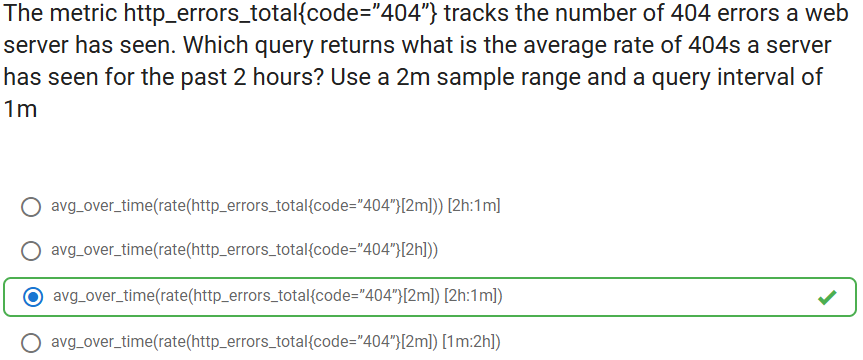 The metric http_errors_total{code=”404”} tracks the number of 404 errors a web
server has seen. Which query returns what is the average rate of 404s a server
has seen for the past 2 hours? Use a 2m sample range and a query interval of
1m
avg_over_time(rate(http_errors_total{code=”404”}[2m])) [2h:1m]
avg_over_time(rate(http_errors_total{code=”404”}[2h]))
avg_over_time(rate(http_errors_total{code=”404”}[2m]) [2h:1m])
avg_over_time(rate(http_errors_total{code=”404”}[2m]) [1m:2h])